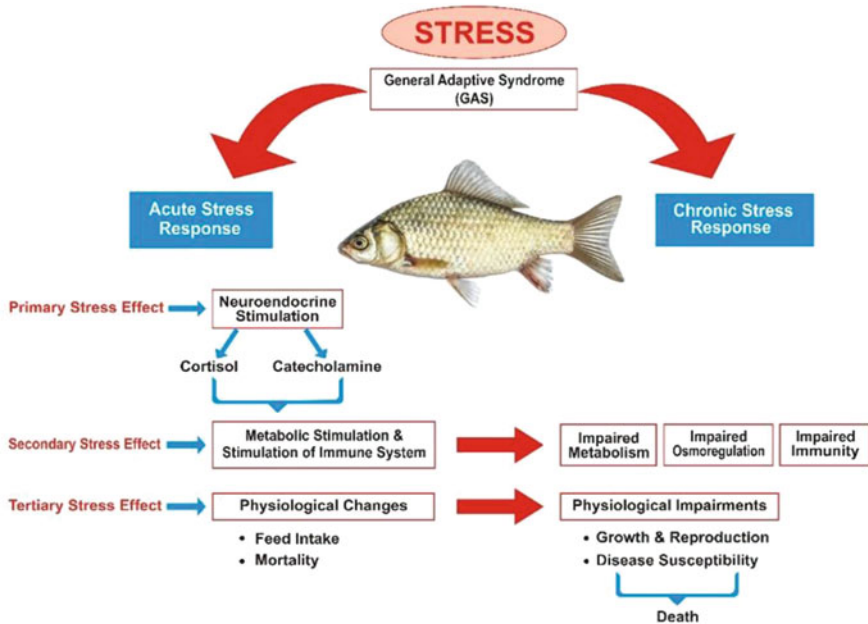 STRESS
General Adaptive Syndrome
(GAS)
Acute Stress
Response
Chronic Stress
Response
Primary Stress Effect
Neuroendocrine
Stimulation
Cortisol
Catecholamine
Secondary Stress Effect
Metabolic Stimulation &
Stimulation of Immune System
Impaired
Metabolism
Impaired
Osmoregulation
Impaired
Immunity
Tertiary Stress Effect
Physiological Changes
Physiological Impairments
• Feed Intake
• Mortality
• Growth & Reproduction
• Disease Susceptibility
Death